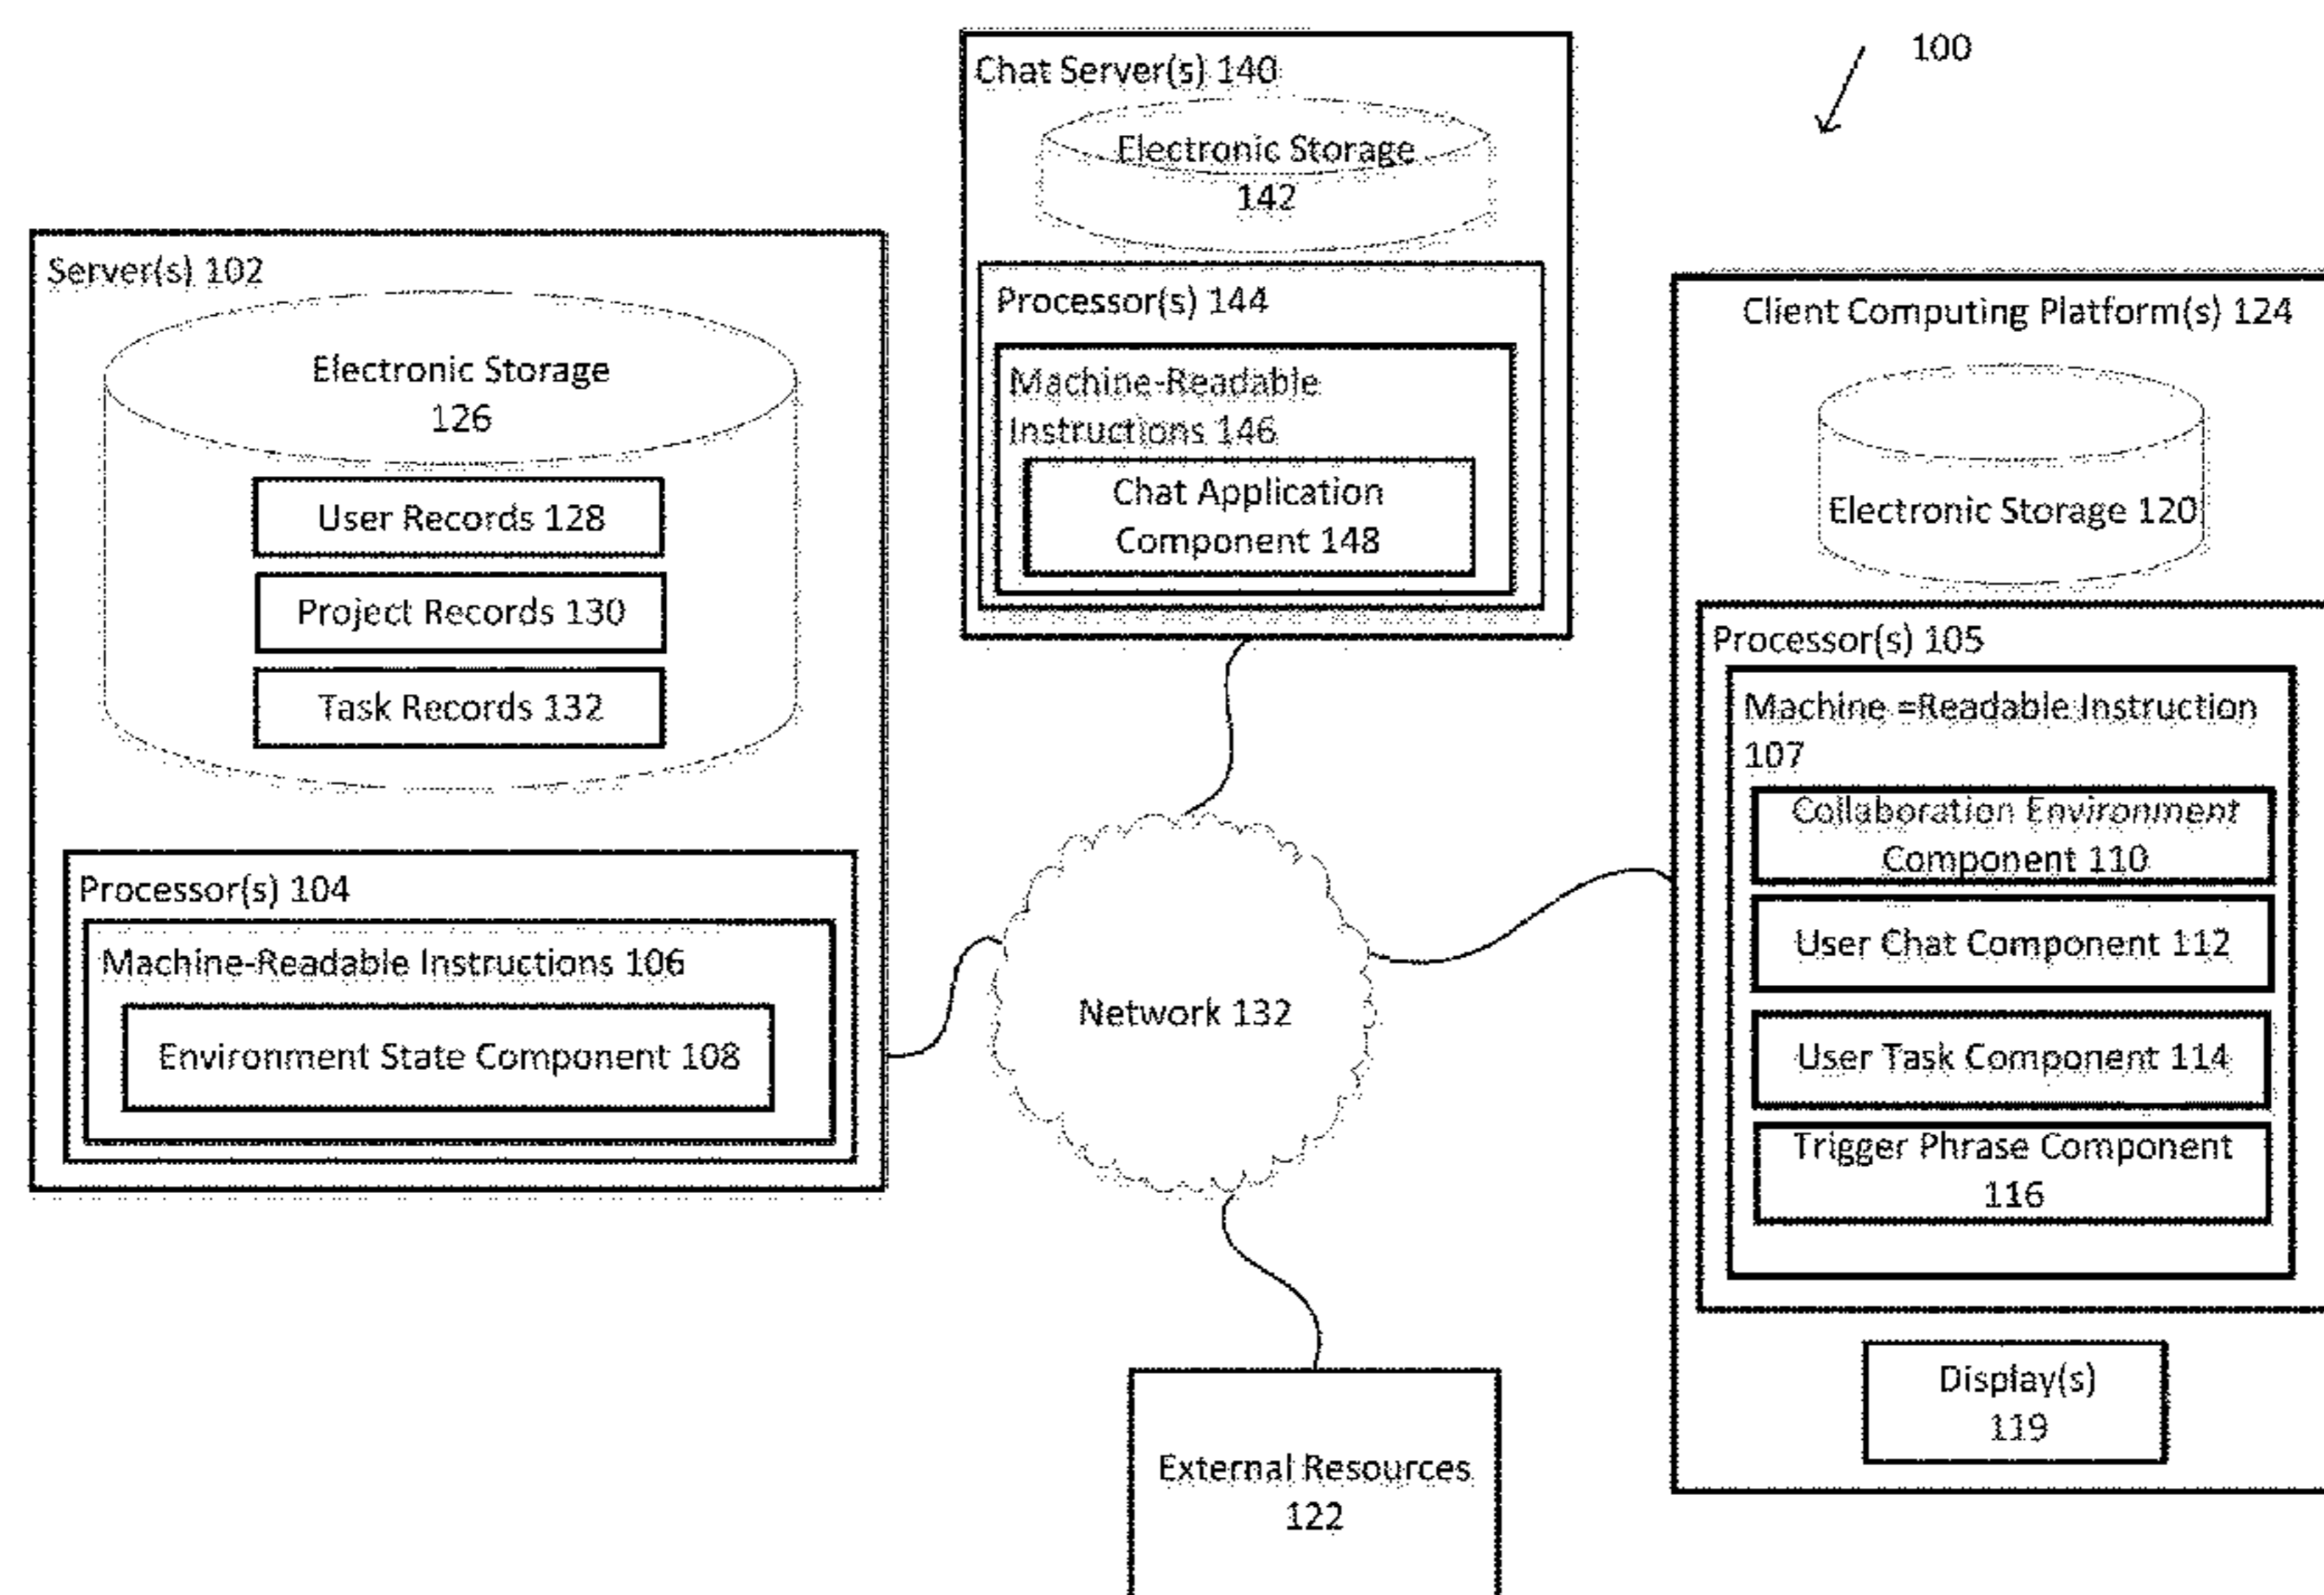 100
Chat Server(s) 140
Electronic Storage
142
Processor(s) 144
Machine-Readable
Instructions 146
Chat Application
Component 148
Server(s) 102
Electronic Storage
126
User Records 128
Project Records 130
Task Records 132
Processor(s) 104
Machine-Readable Instructions 106
Environment State Component 108
Network 132
External Resources
122
Client Computing Platform(s) 124
Electronic Storage 120
Processor(s) 105
Machine =Readable Instruction
107
Collaboration Environment
Component 110
User Chat Component 112
User Task Component 114
Trigger Phrase Component
116
Display(s)
119